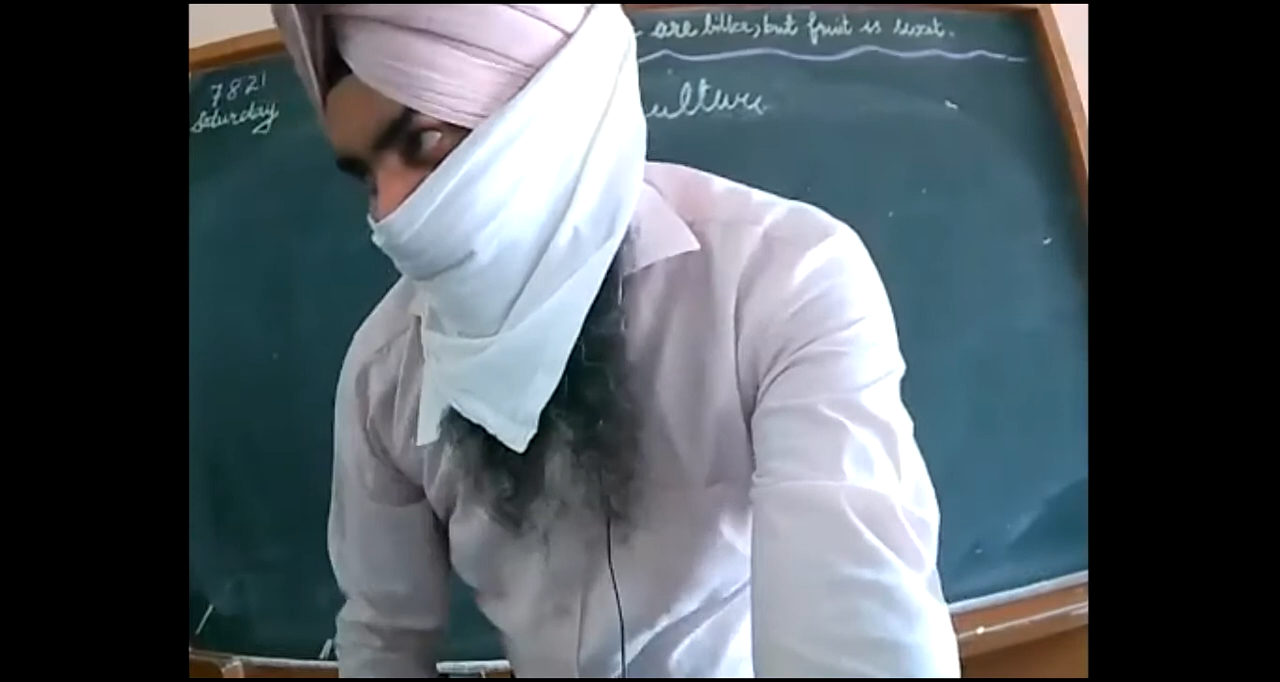 are bitter, but fruit is sweet.
7 8 21
Saturday
ulture